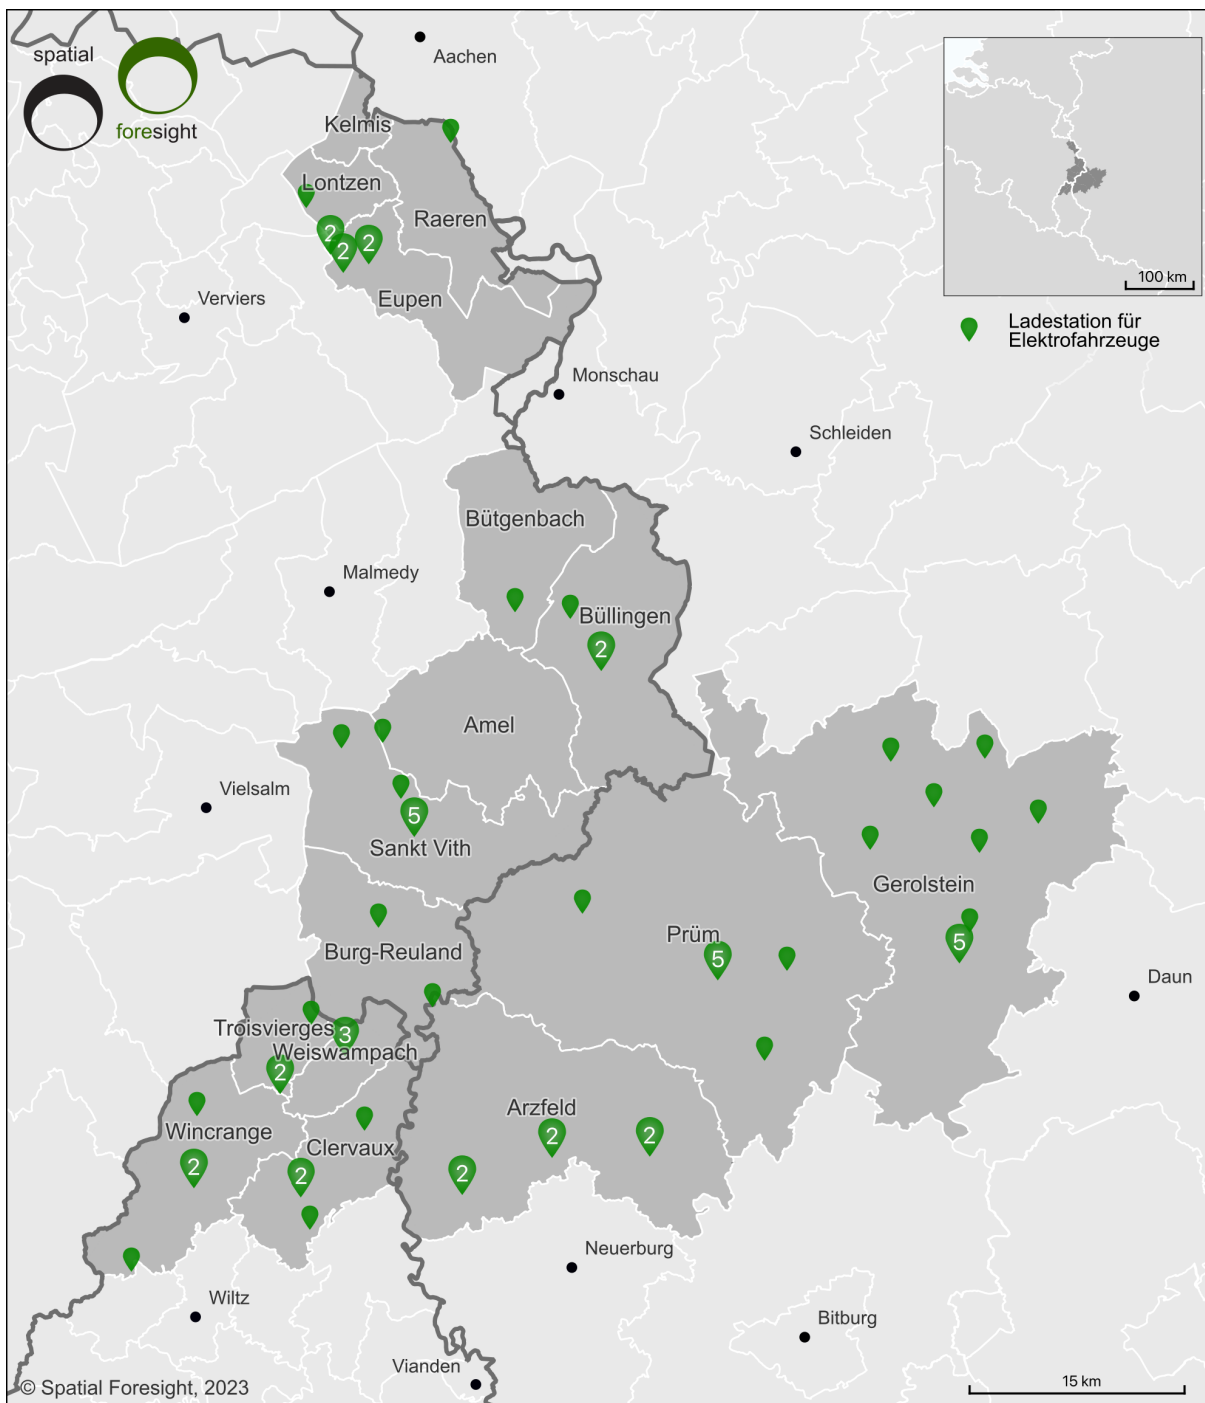 spatial
foresight
Aachen
Kelmis
Lontzen
Raeren
2
2
2
Eupen
Verviers
100 km
Ladestation für
Elektrofahrzeuge
Monschau
Schleiden
Bütgenbach
Malmedy
Büllingen
2
Amel
Vielsalm
5
Sankt Vith
Gerolstein
Prüm
5
5
Burg-Reuland
Daun
Troisvierges
3
Weiswampach
2
Arzfeld
Wincrange
Clervaux
2
2
2
2
2
Neuerburg
Wiltz
Bitburg
Vianden
15 km
© Spatial Foresight, 2023